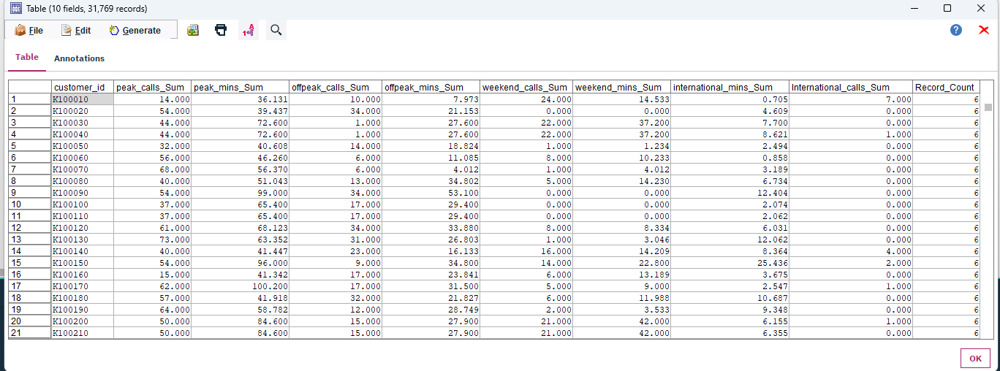 Table (10 fields, 31,769 records)
File Edit Generate
Table Annotations
customer_id peak_calls_Sum peak_mins_Sum offpeak_calls_Sum offpeak_mins_Sum weekend_calls_Sum weekend_mins_Sum international_mins_Sum International_calls_Sum Record_Count
1 K100010 14.000 36.131 10.000 7.973 24.000 14.533 0.705 7.000 6
2 K100020 54.000 39.437 34.000 21.153 0.000 0.000 4.609 0.000 6
3 K100030 44.000 72.600 1.000 27.600 22.000 37.200 7.700 0.000 6
4 K100040 44.000 72.600 1.000 27.600 22.000 37.200 8.621 1.000 6
5 K100050 32.000 40.608 14.000 18.824 1.000 1.234 2.494 0.000 6
6 K100060 56.000 46.260 6.000 11.085 8.000 10.233 0.858 0.000 6
7 K100070 68.000 56.370 6.000 4.012 1.000 4.012 3.189 0.000 6
8 K100080 40.000 51.043 13.000 34.802 5.000 14.230 6.734 0.000 6
9 K100090 54.000 99.000 34.000 53.100 0.000 0.000 12.404 0.000 6
10 K100100 37.000 65.400 17.000 29.400 0.000 0.000 2.074 0.000 6
11 K100110 37.000 65.400 17.000 29.400 0.000 0.000 2.062 0.000 6
12 K100120 61.000 68.123 34.000 33.880 8.000 8.334 6.031 0.000 6
13 K100130 73.000 63.352 31.000 26.803 1.000 3.046 12.062 0.000 6
14 K100140 40.000 41.447 23.000 16.133 16.000 14.209 8.364 4.000 6
15 K100150 54.000 96.000 9.000 34.800 14.000 22.800 25.436 2.000 6
16 K100160 15.000 41.342 17.000 23.841 6.000 13.189 3.675 0.000 6
17 K100170 62.000 100.200 17.000 31.500 5.000 9.000 2.547 1.000 6
18 K100180 57.000 41.918 32.000 21.827 6.000 11.988 10.687 0.000 6
19 K100190 64.000 58.782 12.000 28.749 2.000 3.533 9.348 0.000 6
20 K100200 50.000 84.600 15.000 27.900 21.000 42.000 6.155 1.000 6
21 K100210 50.000 84.600 15.000 27.900 21.000 42.000 6.355 0.000 6
OK